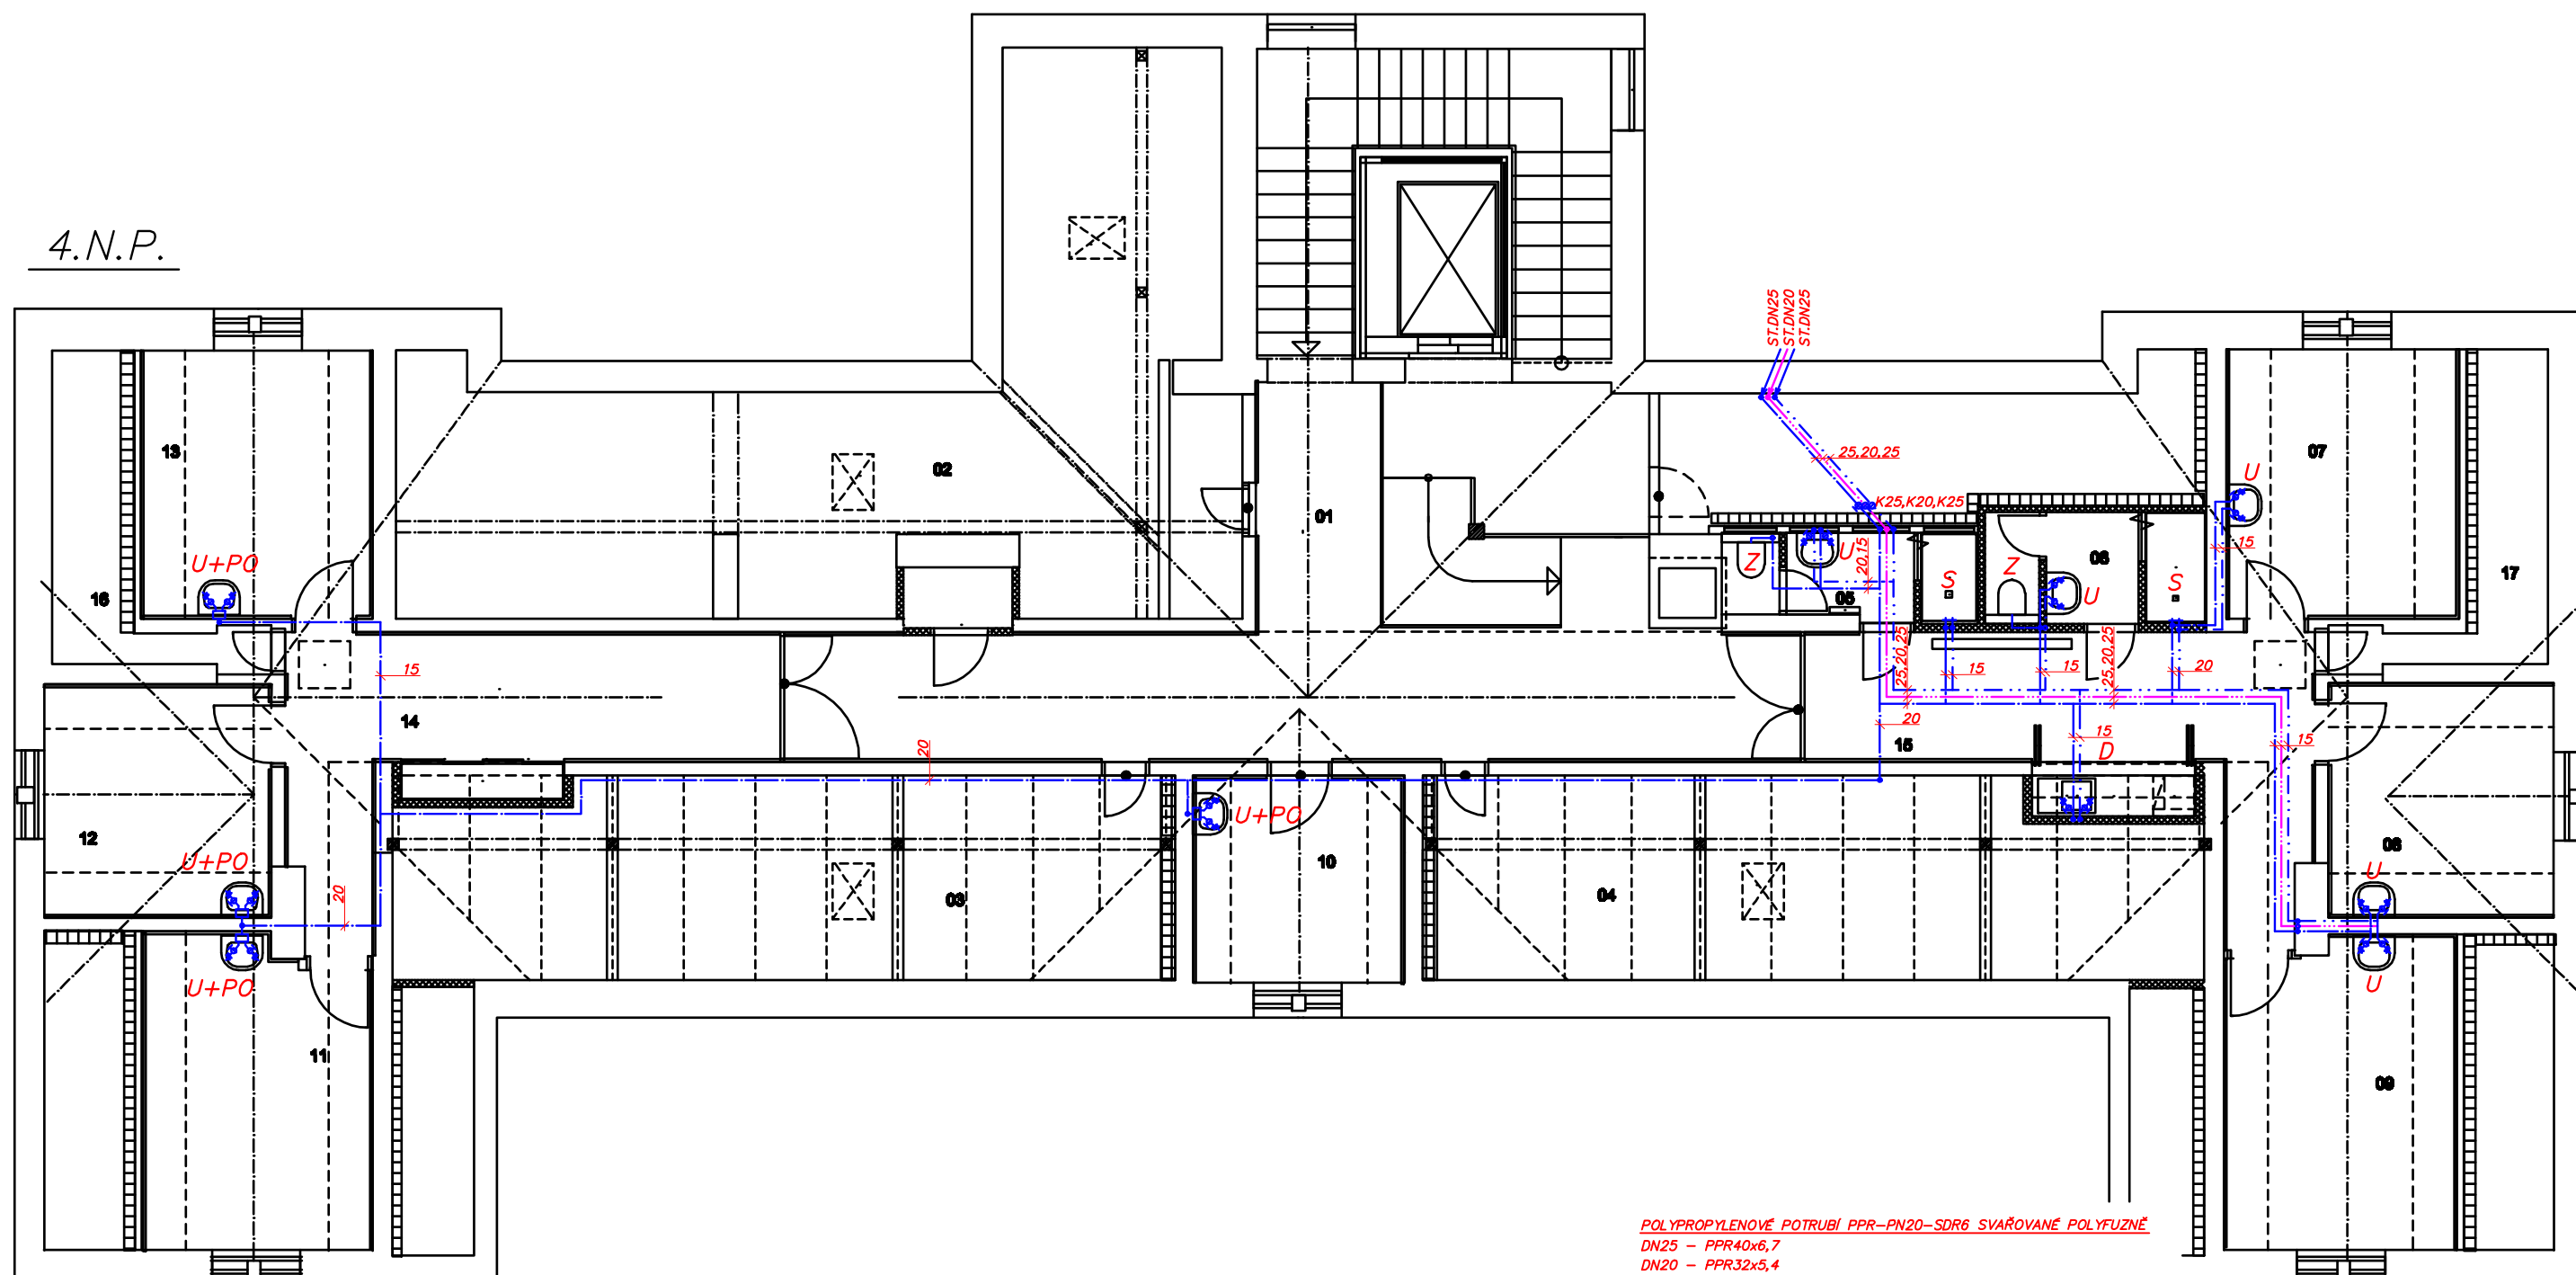 4.N.P.
ST.DN25
ST.DN20
ST.DN25
25,20,25
K25,K20,K25
13
02
01
07
U
U+PO
16
Z
U
20,15
S
Z
06
U
S
15
17
05
15
14
25,20,25
15
15
25,20,25
20
20
20
15
15
D
15
12
U+PO
U+PO
10
03
04
08
U
20
U+PO
U
11
09
POLYPROPYLENOVÉ POTRUBÍ PPR-PN20-SDR6 SVAŘOVANÉ POLYFUZNĚ
DN25 - PPR40x6,7
DN20 - PPR32x5,4